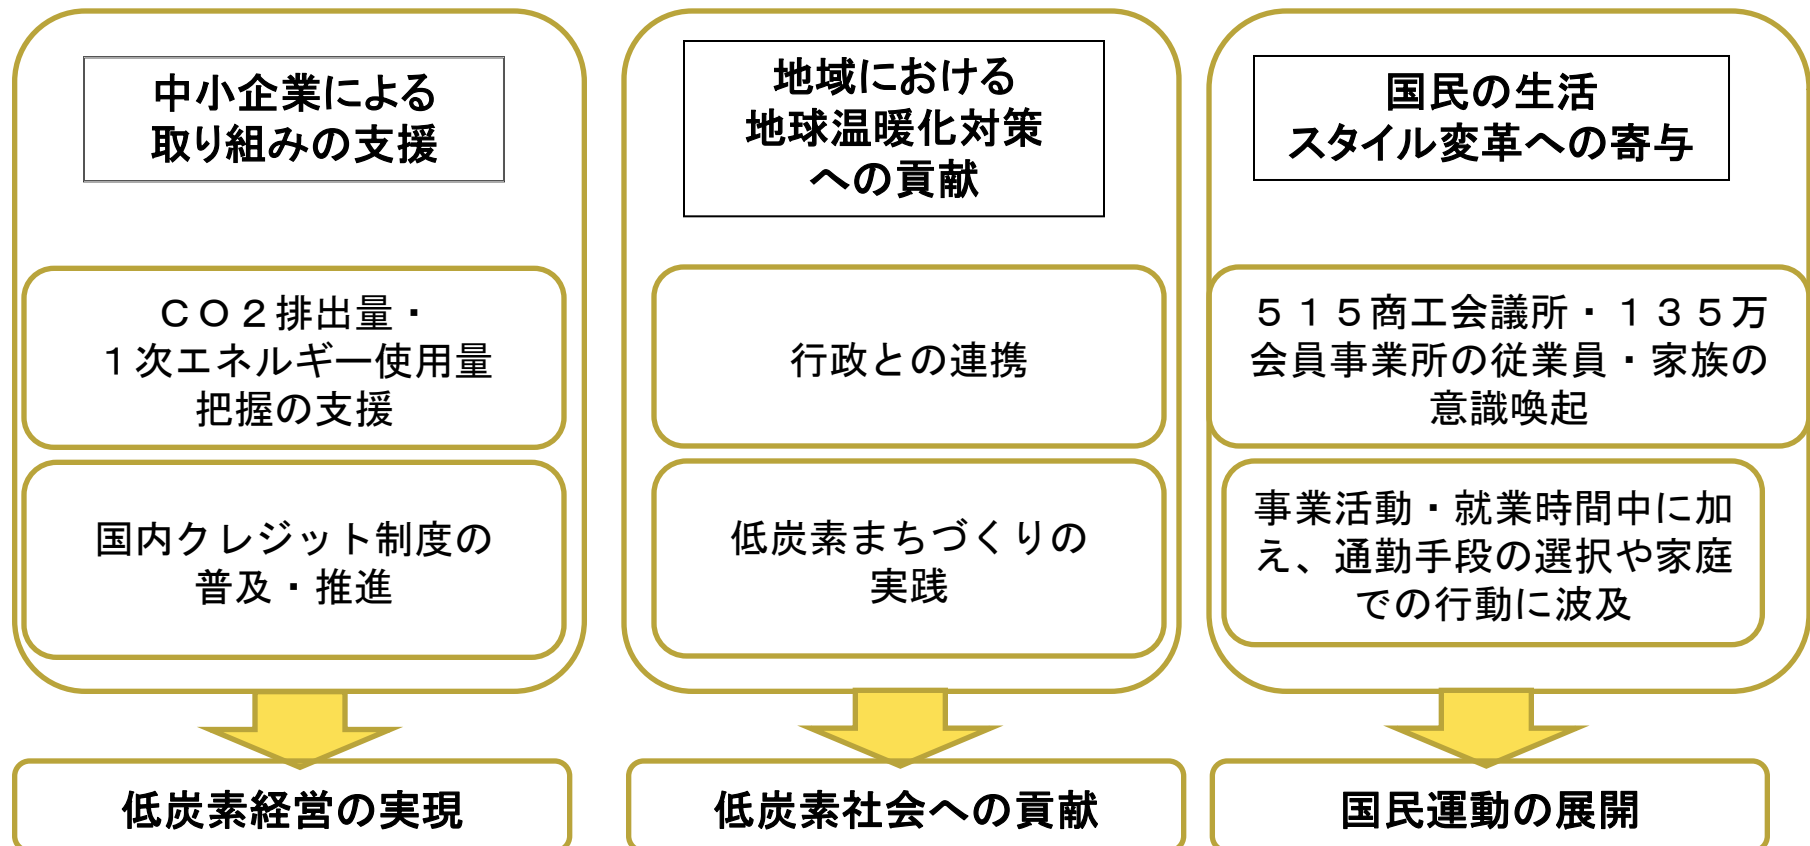 中小企業による
取り組みの支援
ＣＯ２排出量・
１次エネルギー使用量
把握の支援
国内クレジット制度の
普及・推進
低炭素経営の実現
地域における
地球温暖化対策
への貢献
行政との連携
低炭素まちづくりの
実践
低炭素社会への貢献
国民の生活
スタイル変革への寄与
５１５商工会議所・１３５万
会員事業所の従業員・家族の
意識喚起
事業活動・就業時間中に加
え、通勤手段の選択や家庭
での行動に波及
国民運動の展開